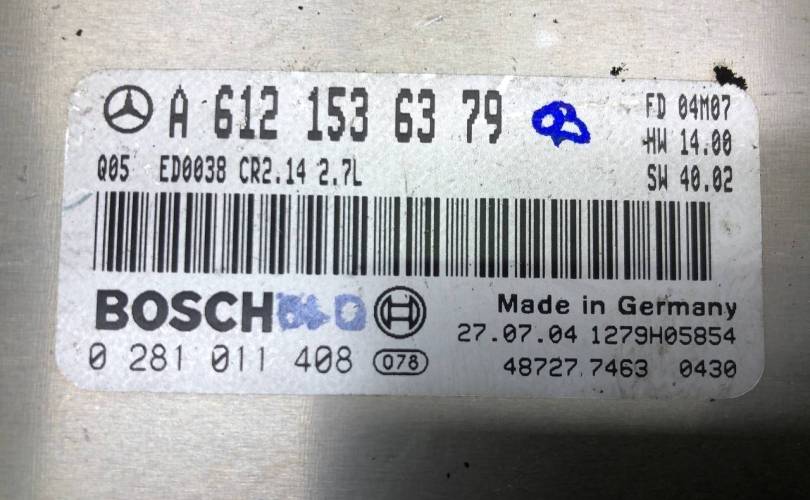 A 612 153 63 79
FD 04M07
HW 14.00
Q05 ED0038 CR2.14 2.7L
SW 40.02
BOSCH
Made in Germany
27.07.04 1279H05854
0 281 011 408 078
48727.7463 0430